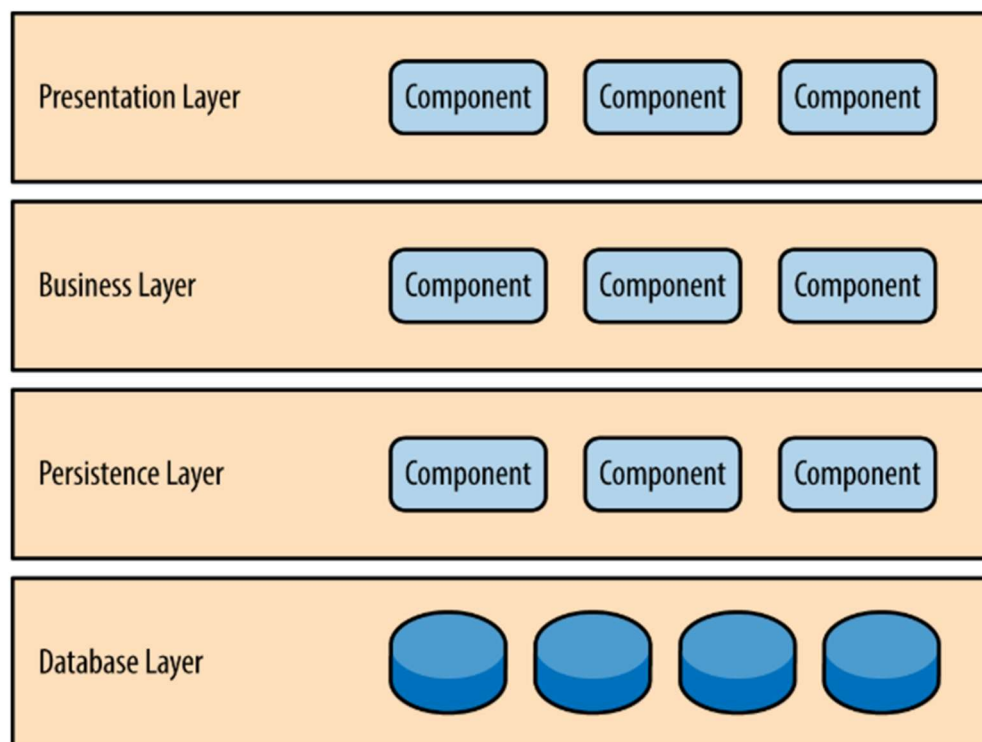 Presentation Layer Component Component Component
Business Layer Component Component Component
Persistence Layer Component Component Component
Database Layer